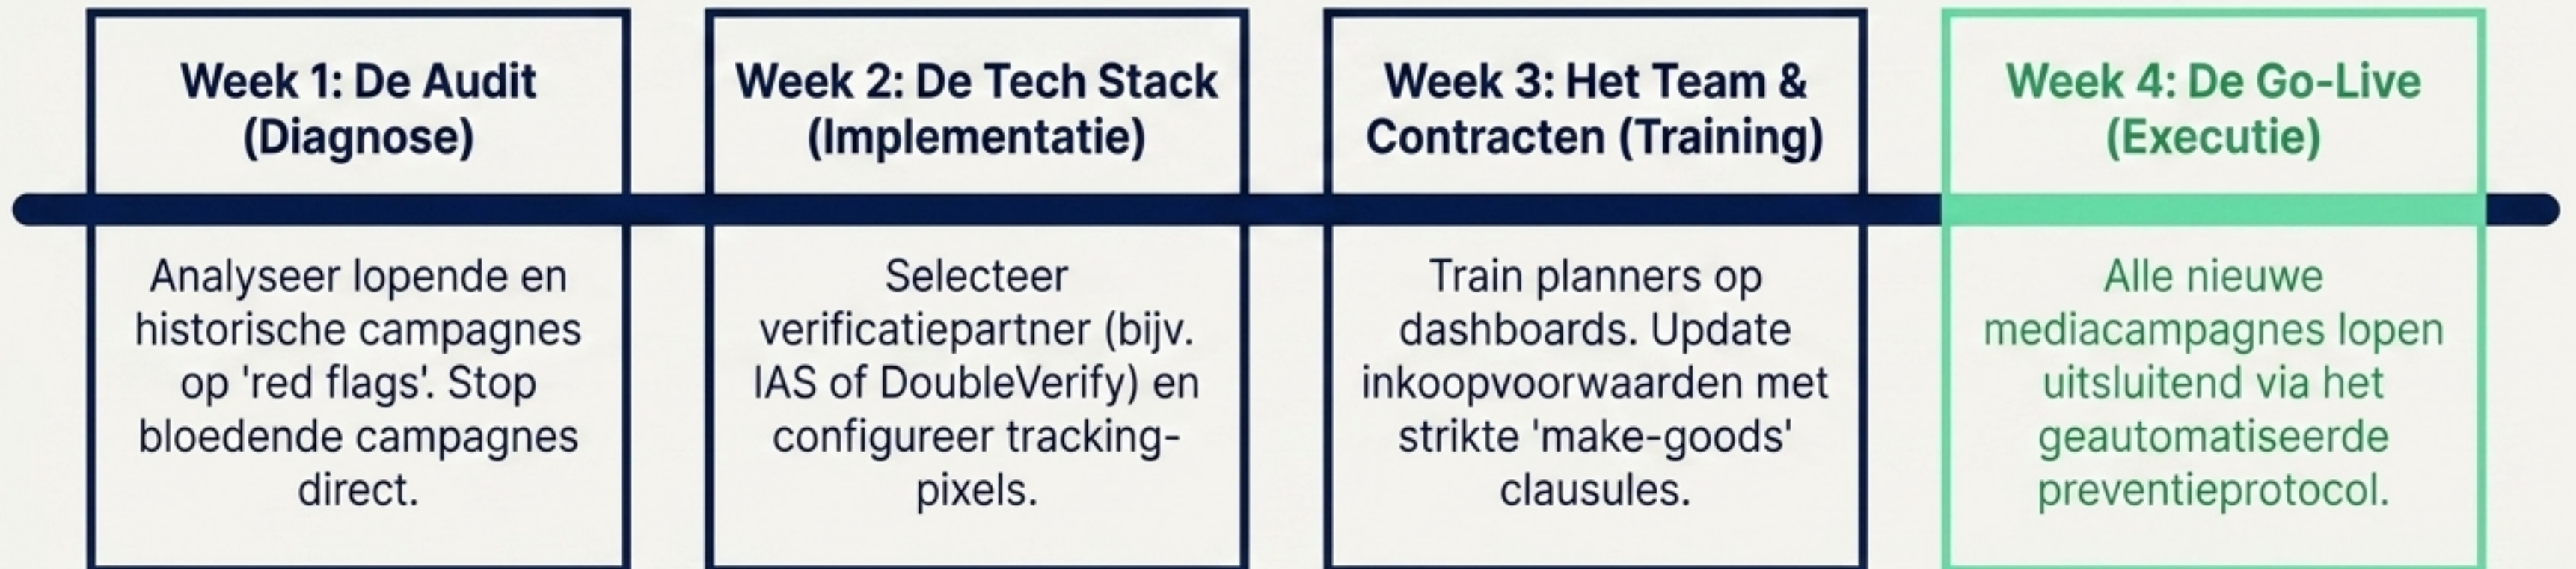 Week 1: De Audit
(Diagnose)
Analyseer lopende en
historische campagnes
op 'red flags'. Stop
bloedende campagnes
direct.
Week 2: De Tech Stack
(Implementatie)
Selecteer
verificatiepartner (bijv.
IAS of DoubleVerify) en
configureer tracking-
pixels.
Week 3: Het Team &
Contracten (Training)
Train planners op
dashboards. Update
inkoopvoorwaarden met
strikte 'make-goods'
clausules.
Week 4: De Go-Live
(Executie)
Alle nieuwe
mediacampagnes lopen
uitsluitend via het
geautomatiseerde
preventieprotocol.